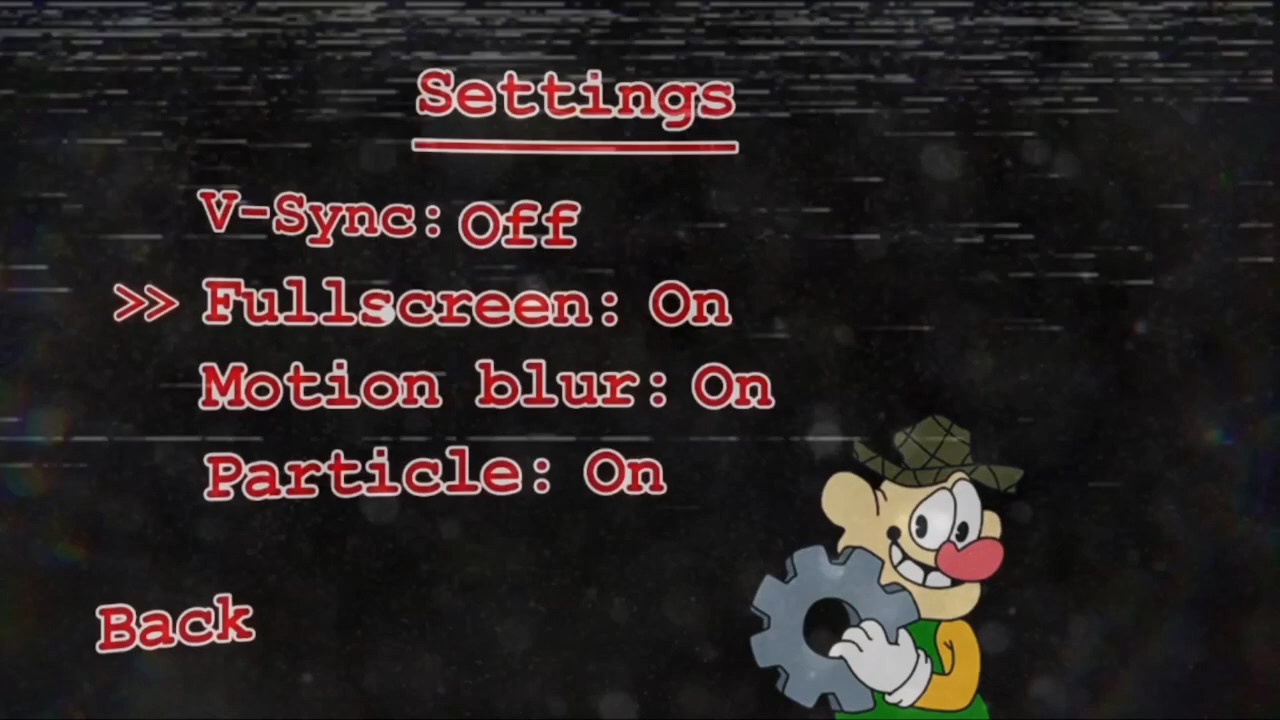 Settings
V-Sync: Off
>> Fullscreen: On
Motion blur: On
Particle: On
Back